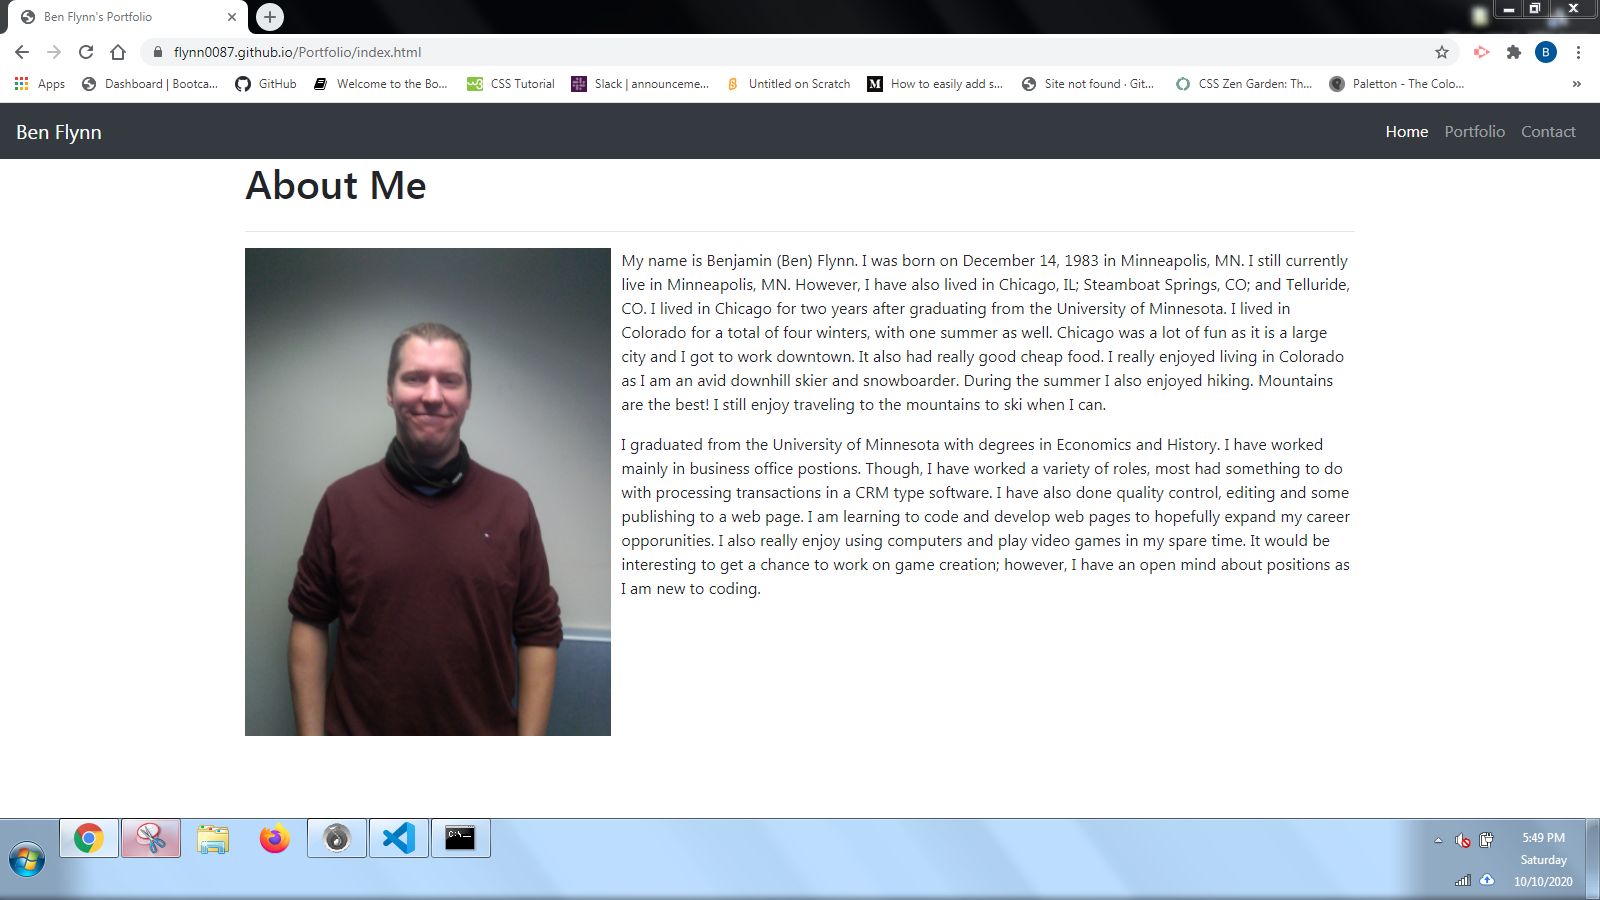 Ben Flynn's Portfolio
flynn0087.github.io/Portfolio/index.html
B
Apps
Dashboard | Bootca...
GitHub
Welcome to the Bo...
CSS Tutorial
Slack | announceme...
Untitled on Scratch
How to easily add s...
Site not found · Git...
CSS Zen Garden: Th...
Paletton - The Colo...
Ben Flynn
Home
Portfolio
Contact
About Me
My name is Benjamin (Ben) Flynn. I was born on December 14, 1983 in Minneapolis, MN. I still currently
live in Minneapolis, MN. However, I have also lived in Chicago, IL; Steamboat Springs, CO; and Telluride,
CO. I lived in Chicago for two years after graduating from the University of Minnesota. I lived in
Colorado for a total of four winters, with one summer as well. Chicago was a lot of fun as it is a large
city and I got to work downtown. It also had really good cheap food. I really enjoyed living in Colorado
as I am an avid downhill skier and snowboarder. During the summer I also enjoyed hiking. Mountains
are the best! I still enjoy traveling to the mountains to ski when I can.
I graduated from the University of Minnesota with degrees in Economics and History. I have worked
mainly in business office postions. Though, I have worked a variety of roles, most had something to do
with processing transactions in a CRM type software. I have also done quality control, editing and some
publishing to a web page. I am learning to code and develop web pages to hopefully expand my career
opporunities. I also really enjoy using computers and play video games in my spare time. It would be
interesting to get a chance to work on game creation; however, I have an open mind about positions as
I am new to coding.
5:49 PM
Saturday
10/10/2020